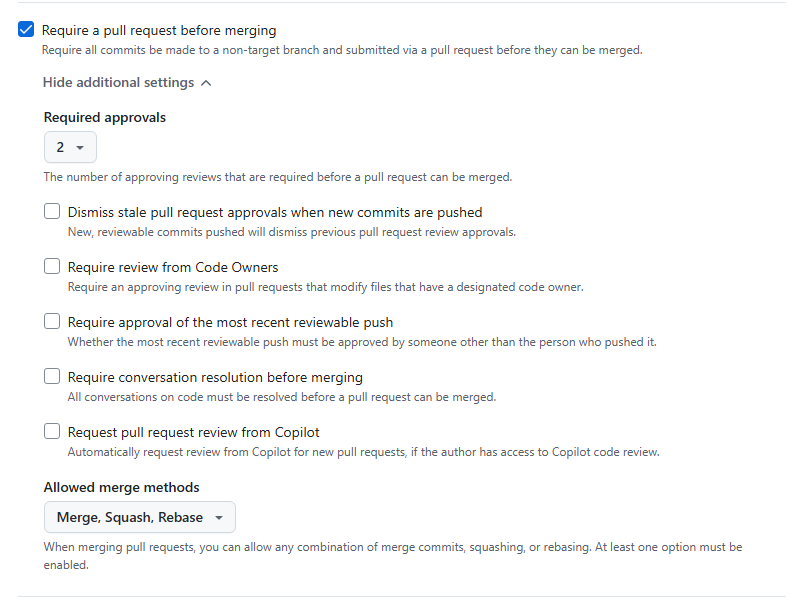 Require a pull request before merging
Require all commits be made to a non-target branch and submitted via a pull request before they can be merged.
Hide additional settings
Required approvals
2
The number of approving reviews that are required before a pull request can be merged.
Dismiss stale pull request approvals when new commits are pushed
New, reviewable commits pushed will dismiss previous pull request review approvals.
Require review from Code Owners
Require an approving review in pull requests that modify files that have a designated code owner.
Require approval of the most recent reviewable push
Whether the most recent reviewable push must be approved by someone other than the person who pushed it.
Require conversation resolution before merging
All conversations on code must be resolved before a pull request can be merged.
Request pull request review from Copilot
Automatically request review from Copilot for new pull requests, if the author has access to Copilot code review.
Allowed merge methods
Merge, Squash, Rebase
When merging pull requests, you can allow any combination of merge commits, squashing, or rebasing. At least one option must be
enabled.